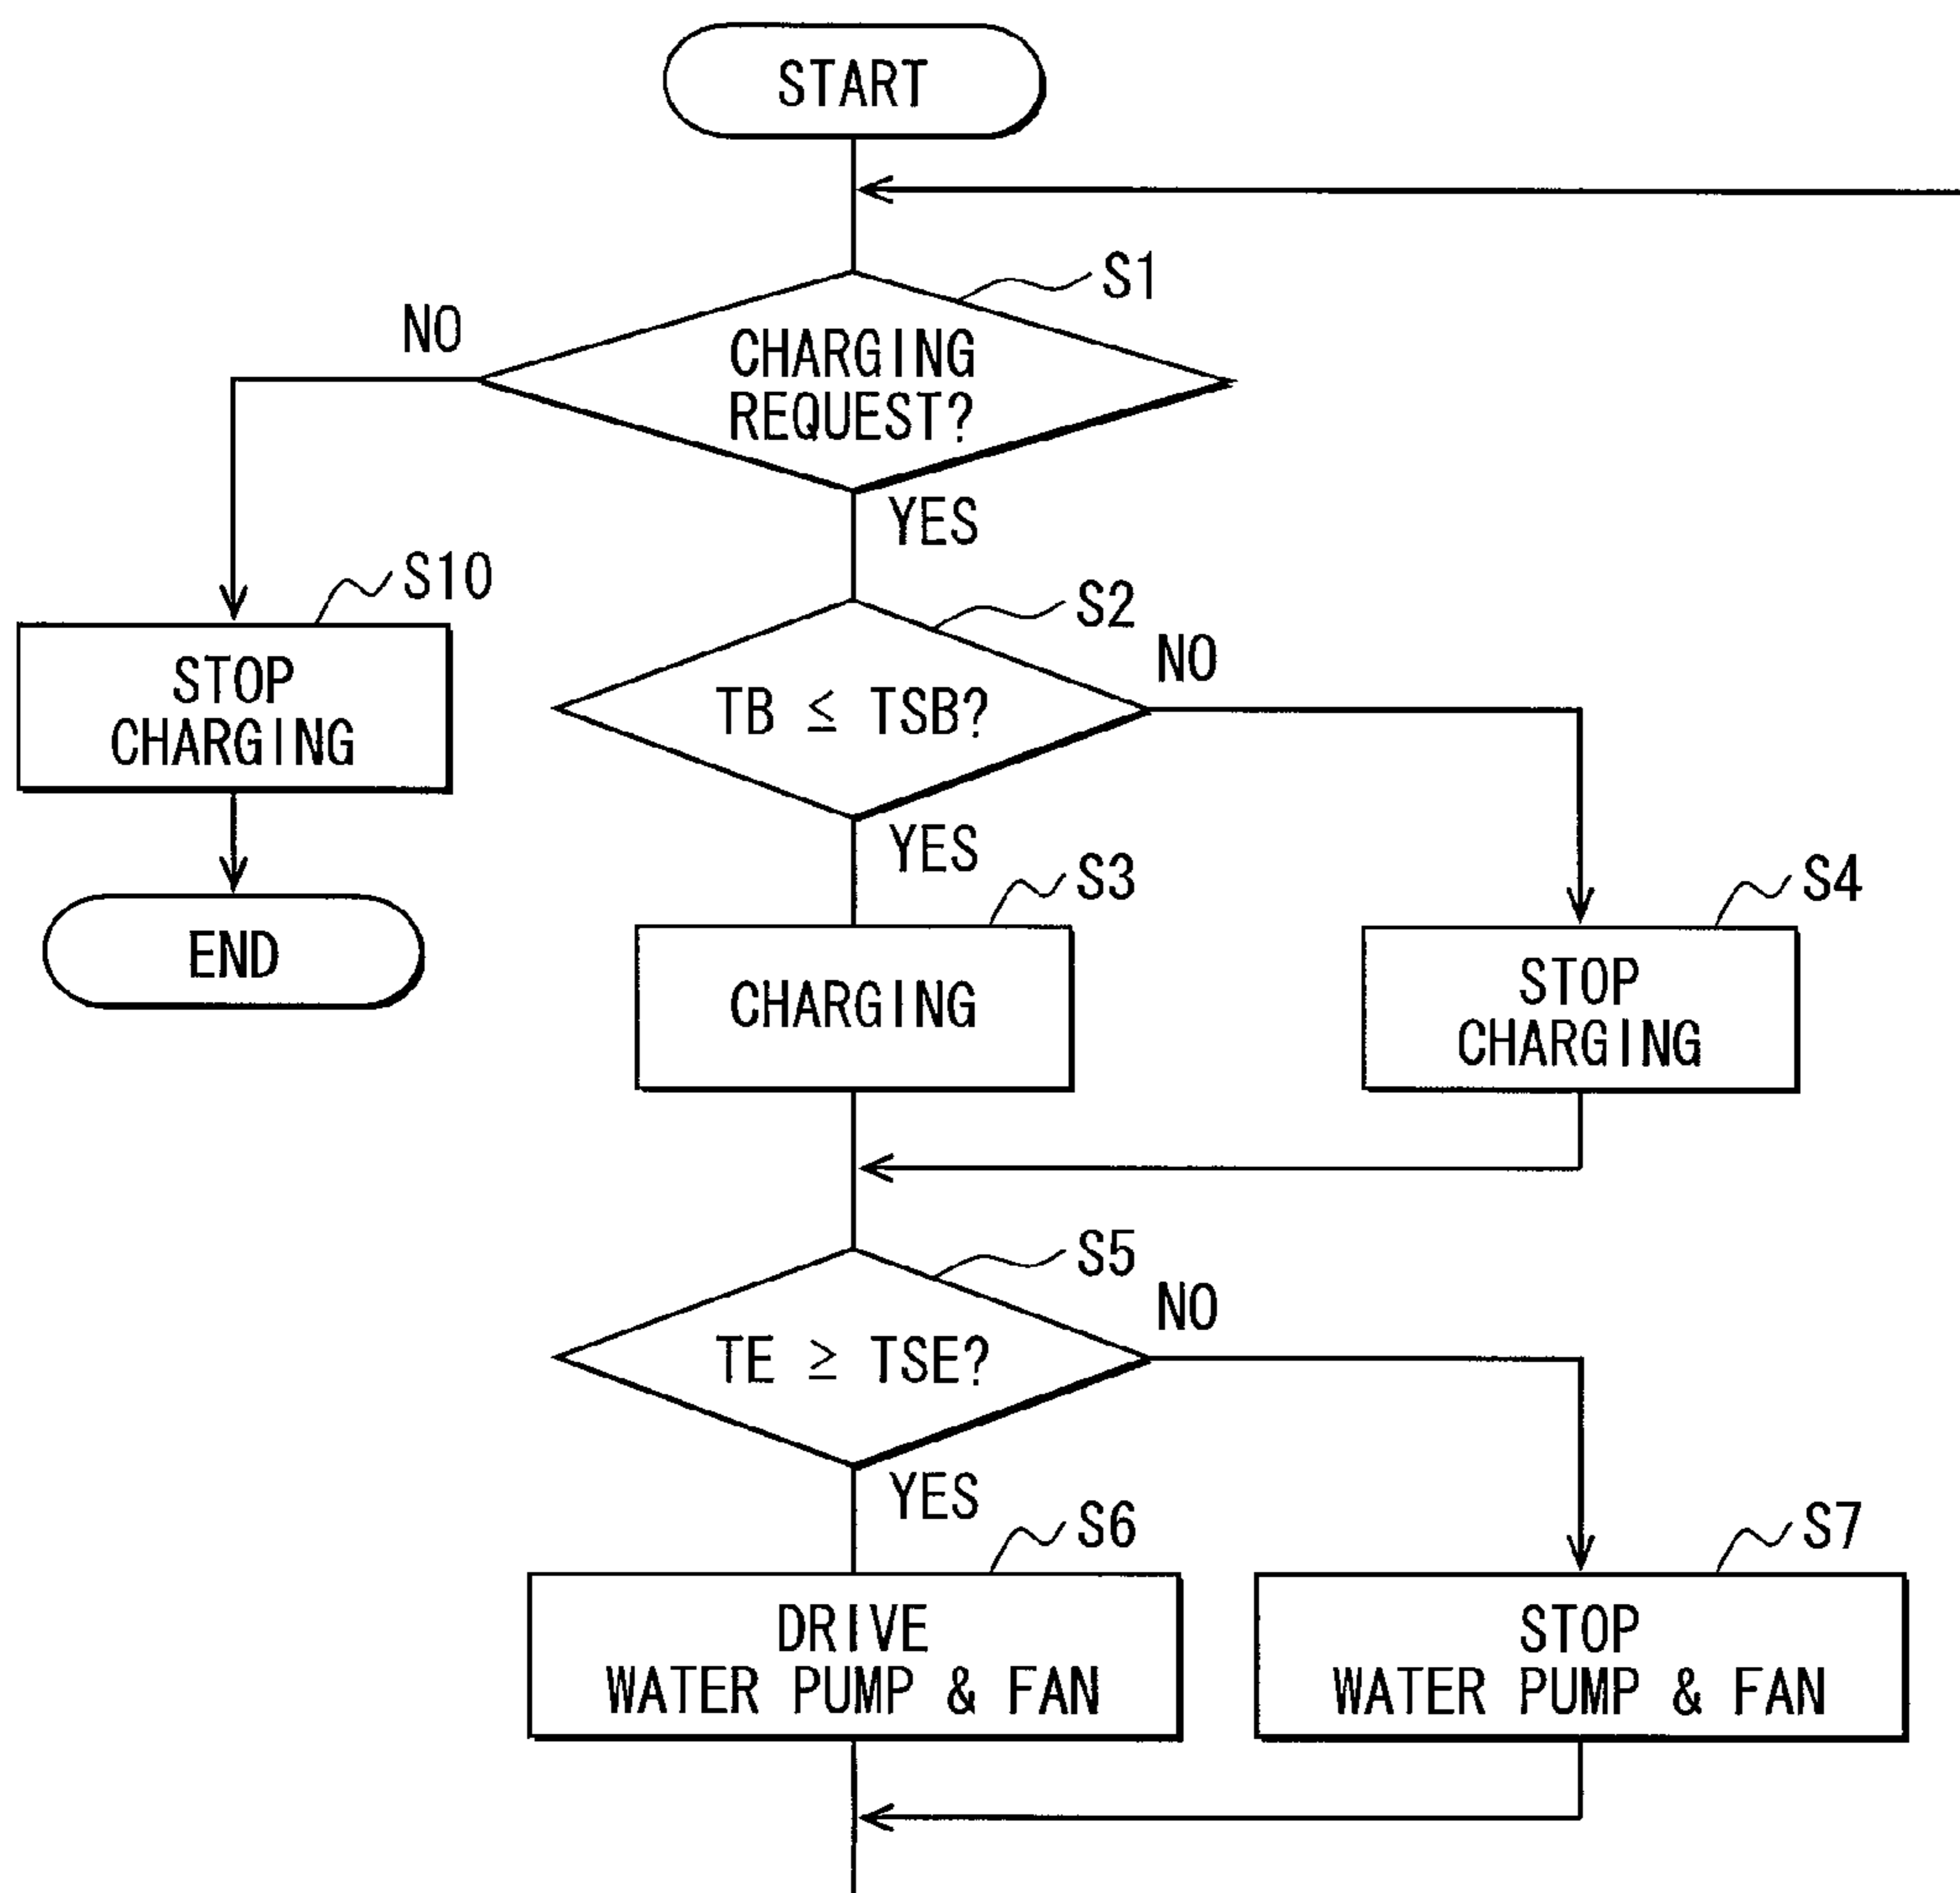 START
S1
NO
CHARGING
REQUEST?
YES
S10
STOP
CHARGING
END
S2
NO
TB ≤ TSB?
YES
S3
CHARGING
S4
STOP
CHARGING
S5
NO
TE ≥ TSE?
YES
S6
DRIVE
WATER PUMP & FAN
S7
STOP
WATER PUMP & FAN